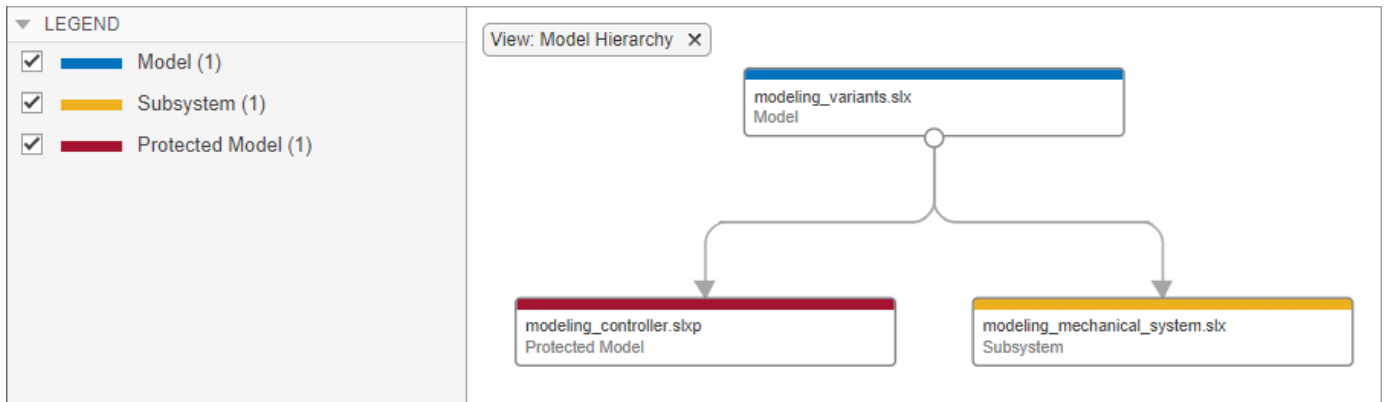 LEGEND
Model (1)
Subsystem (1)
Protected Model (1)
View: Model Hierarchy ×
modeling_variants.slx
Model
modeling_controller.slxp
Protected Model
modeling_mechanical_system.slx
Subsystem